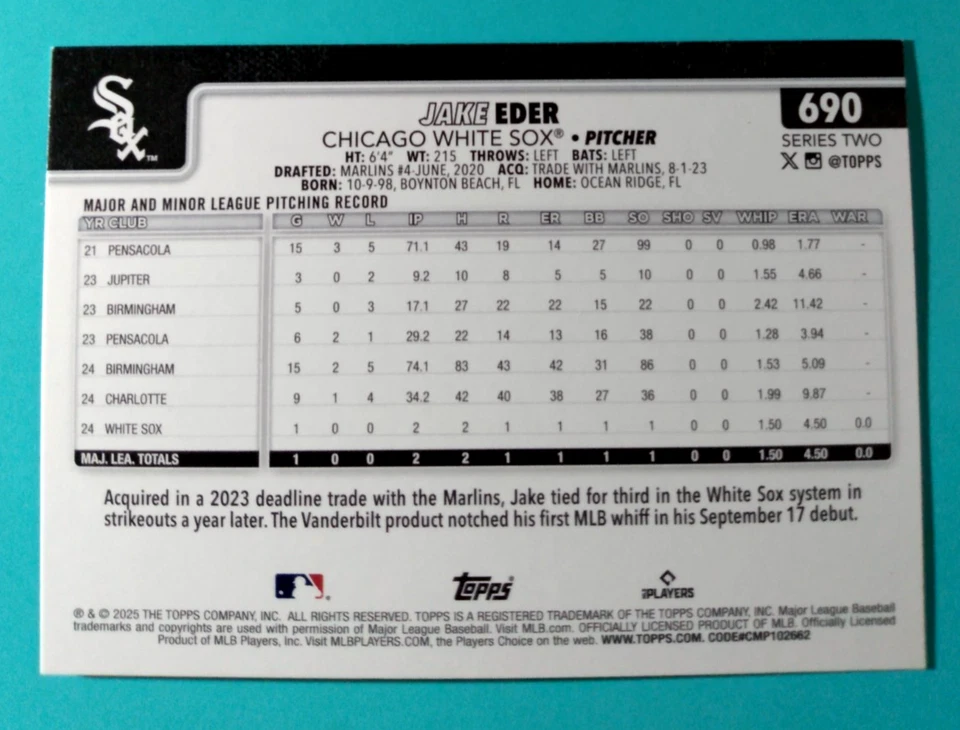 Sox TM
JAKE EDER
690
CHICAGO WHITE SOX® • PITCHER
SERIES TWO
HT: 6'4" WT: 215 THROWS: LEFT BATS: LEFT
X @TOPPS
DRAFTED: MARLINS #4-JUNE, 2020 ACQ: TRADE WITH MARLINS, 8-1-23
BORN: 10-9-98, BOYNTON BEACH, FL HOME: OCEAN RIDGE, FL
MAJOR AND MINOR LEAGUE PITCHING RECORD
YR CLUB G W L IP H R ER BB SO SHO SV WHIP ERA WAR
21 PENSACOLA 15 3 5 71.1 43 19 14 27 99 0 0 0.98 1.77 -
23 JUPITER 3 0 2 9.2 10 8 5 5 10 0 0 1.55 4.66 -
23 BIRMINGHAM 5 0 3 17.1 27 22 22 15 22 0 0 2.42 11.42 -
23 PENSACOLA 6 2 1 29.2 22 14 13 16 38 0 0 1.28 3.94 -
24 BIRMINGHAM 15 2 5 74.1 83 43 42 31 86 0 0 1.53 5.09 -
24 CHARLOTTE 9 1 4 34.2 42 40 38 27 36 0 0 1.99 9.87 -
24 WHITE SOX 1 0 0 2 2 1 1 1 1 0 0 1.50 4.50 0.0
MAJ. LEA. TOTALS 1 0 0 2 2 1 1 1 1 0 0 1.50 4.50 0.0
Acquired in a 2023 deadline trade with the Marlins, Jake tied for third in the White Sox system in
strikeouts a year later. The Vanderbilt product notched his first MLB whiff in his September 17 debut.
topps® PLAYERS
® & © 2025 THE TOPPS COMPANY, INC. ALL RIGHTS RESERVED. TOPPS IS A REGISTERED TRADEMARK OF THE TOPPS COMPANY, INC. Major League Baseball
trademarks and copyrights are used with permission of Major League Baseball. Visit MLB.com. OFFICIALLY LICENSED PRODUCT OF MLB. Officially Licensed
Product of MLB Players, Inc. Visit MLBPLAYERS.COM, the Players Choice on the web. WWW.TOPPS.COM. CODE#CMP102662